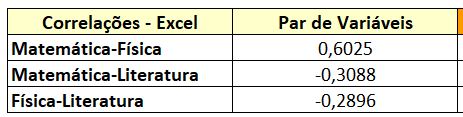 Correlações - Excel Par de Variáveis
Matemática-Física 0,6025
Matemática-Literatura -0,3088
Física-Literatura -0,2896